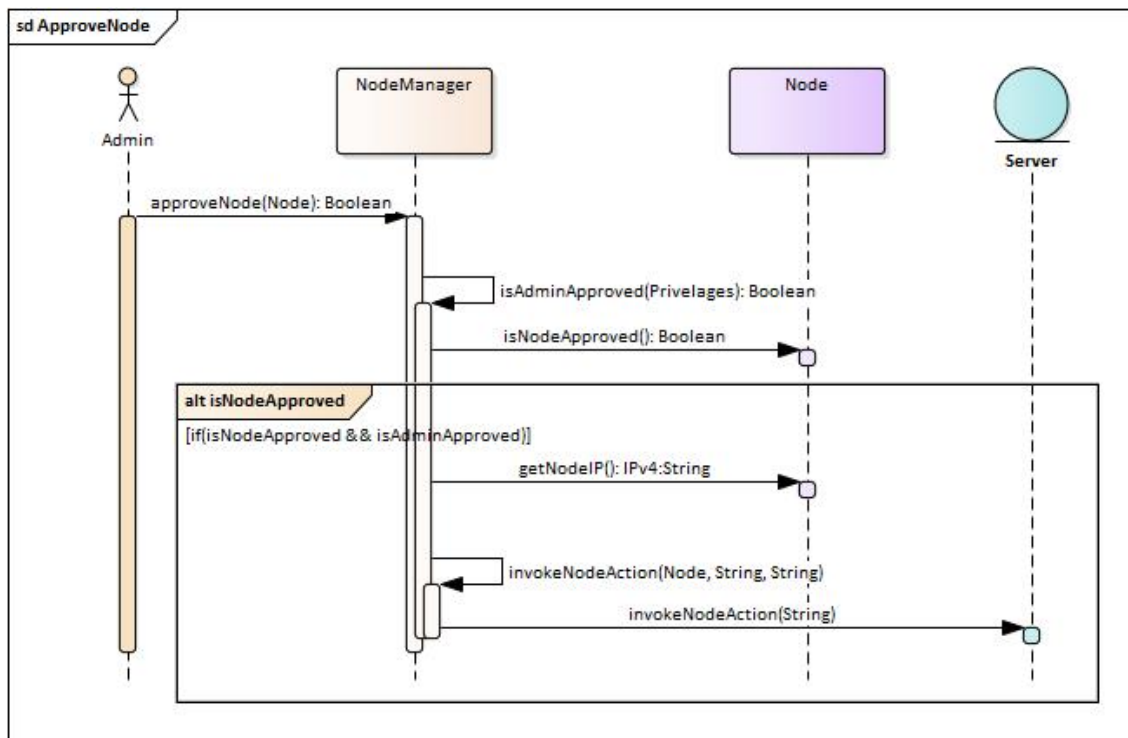 sd ApproveNode
NodeManager
Node
Admin
Server
approveNode(Node): Boolean
isAdminApproved(Privelages): Boolean
isNodeApproved(): Boolean
alt isNodeApproved
[if(isNodeApproved && isAdminApproved)]
getNodeIP(): IPv4:String
invokeNodeAction(Node, String, String)
invokeNodeAction(String)